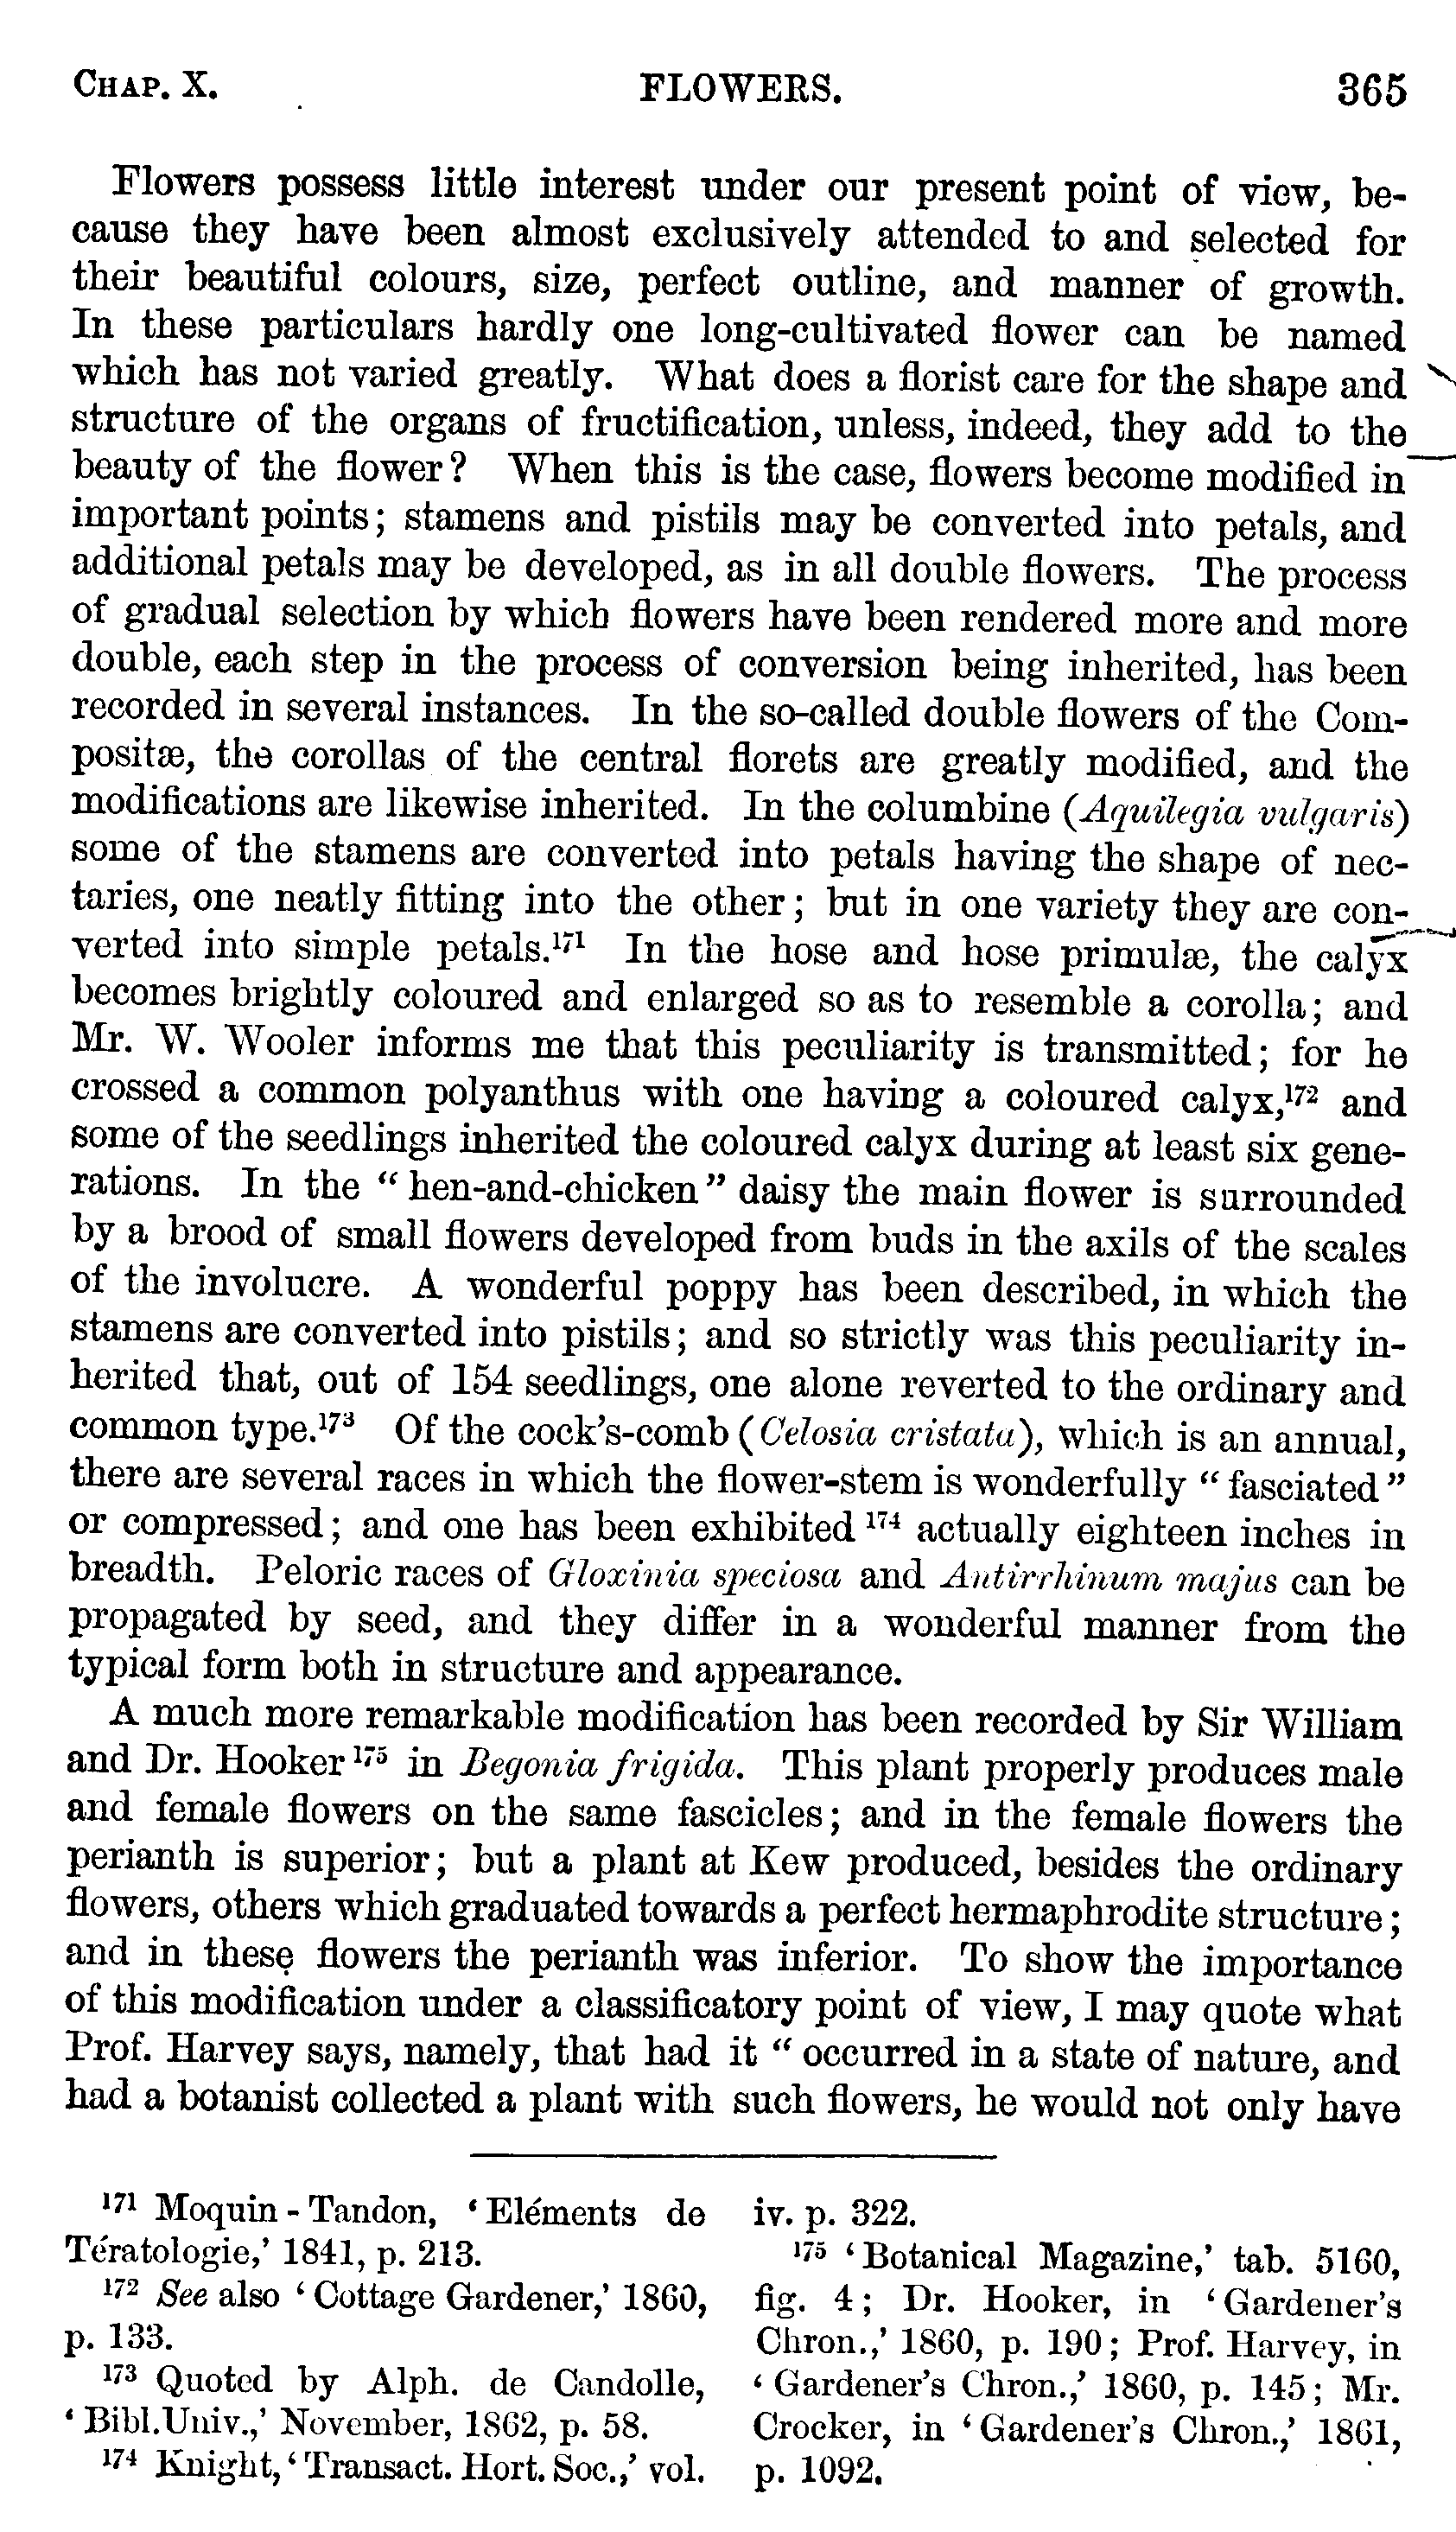 CHAP. X. FLOWERS. 365
Flowers possess little interest under our present point of view, be-
cause they have been almost exclusively attended to and selected for
their beautiful colours, size, perfect outline, and manner of growth.
In these particulars hardly one long-cultivated flower can be named
which has not varied greatly. What does a florist care for the shape and
structure of the organs of fructification, unless, indeed, they add to the
beauty of the flower? When this is the case, flowers become modified in
important points; stamens and pistils may be converted into petals, and
additional petals may be developed, as in all double flowers. The process
of gradual selection by which flowers have been rendered more and more
double, each step in the process of conversion being inherited, has been
recorded in several instances. In the so-called double flowers of the Com-
positæ, the corollas of the central florets are greatly modified, and the
modifications are likewise inherited. In the columbine (Aquilegia vulgaris)
some of the stamens are converted into petals having the shape of nec-
taries, one neatly fitting into the other; but in one variety they are con-
verted into simple petals.¹⁷¹ In the hose and hose primulæ, the calyx
becomes brightly coloured and enlarged so as to resemble a corolla; and
Mr. W. Wooler informs me that this peculiarity is transmitted; for he
crossed a common polyanthus with one having a coloured calyx,¹⁷² and
some of the seedlings inherited the coloured calyx during at least six gene-
rations. In the “hen-and-chicken” daisy the main flower is surrounded
by a brood of small flowers developed from buds in the axils of the scales
of the involucre. A wonderful poppy has been described, in which the
stamens are converted into pistils; and so strictly was this peculiarity in-
herited that, out of 154 seedlings, one alone reverted to the ordinary and
common type.¹⁷³ Of the cock's-comb (Celosia cristata), which is an annual,
there are several races in which the flower-stem is wonderfully “fasciated”
or compressed; and one has been exhibited ¹⁷⁴ actually eighteen inches in
breadth. Peloric races of Gloxinia speciosa and Antirrhinum majus can be
propagated by seed, and they differ in a wonderful manner from the
typical form both in structure and appearance.
A much more remarkable modification has been recorded by Sir William
and Dr. Hooker ¹⁷⁵ in Begonia frigida. This plant properly produces male
and female flowers on the same fascicles; and in the female flowers the
perianth is superior; but a plant at Kew produced, besides the ordinary
flowers, others which graduated towards a perfect hermaphrodite structure;
and in these flowers the perianth was inferior. To show the importance
of this modification under a classificatory point of view, I may quote what
Prof. Harvey says, namely, that had it “occurred in a state of nature, and
had a botanist collected a plant with such flowers, he would not only have
¹⁷¹ Moquin-Tandon, ‘Eléments de
Tératologie,’ 1841, p. 213.
¹⁷² See also ‘Cottage Gardener,’ 1860,
p. 133.
¹⁷³ Quoted by Alph. de Candolle,
‘Bibl. Univ.,’ November, 1862, p. 58.
¹⁷⁴ Knight, ‘Transact. Hort. Soc.,’ vol.
iv. p. 322.
¹⁷⁵ ‘Botanical Magazine,’ tab. 5160,
fig. 4; Dr. Hooker, in ‘Gardener's
Chron.,’ 1860, p. 190; Prof. Harvey, in
‘Gardener's Chron.,’ 1860, p. 145; Mr.
Crocker, in ‘Gardener's Chron.,’ 1861,
p. 1092.